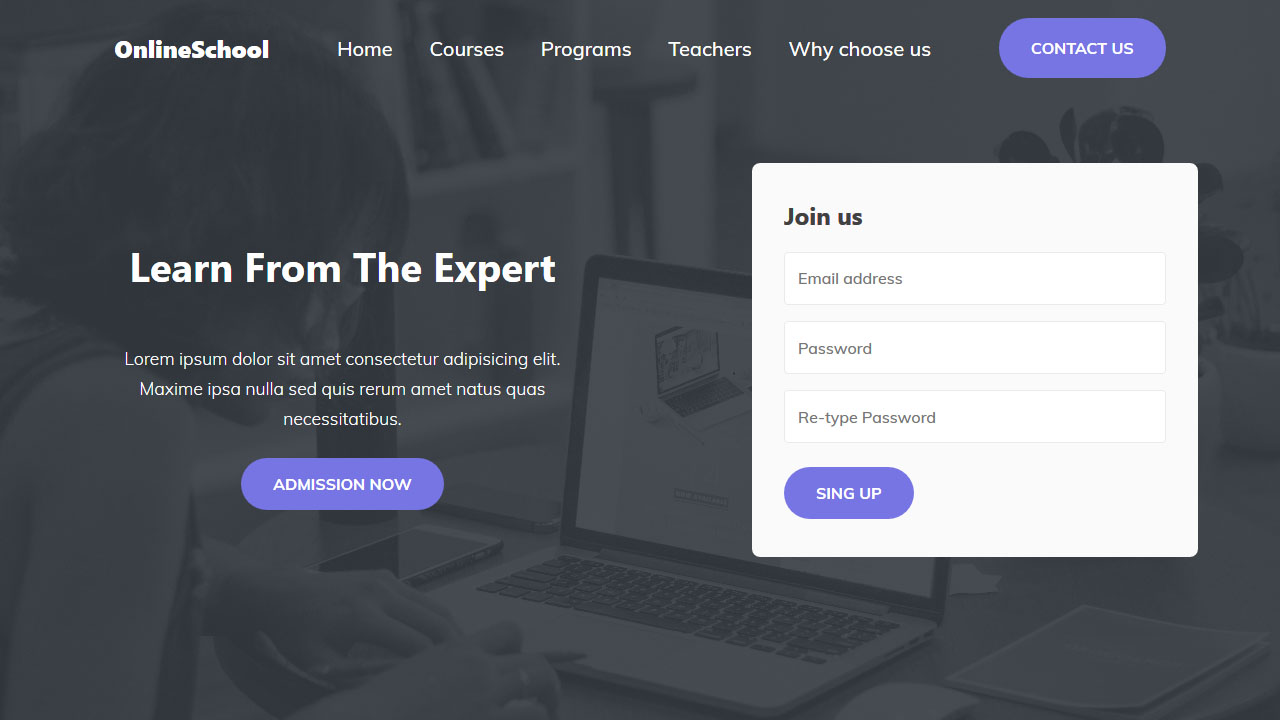 OnlineSchool
Home
Courses
Programs
Teachers
Why choose us
CONTACT US
Learn From The Expert
Lorem ipsum dolor sit amet consectetur adipisicing elit.
Maxime ipsa nulla sed quis rerum amet natus quas
necessitatibus.
ADMISSION NOW
Join us
Email address
Password
Re-type Password
SING UP